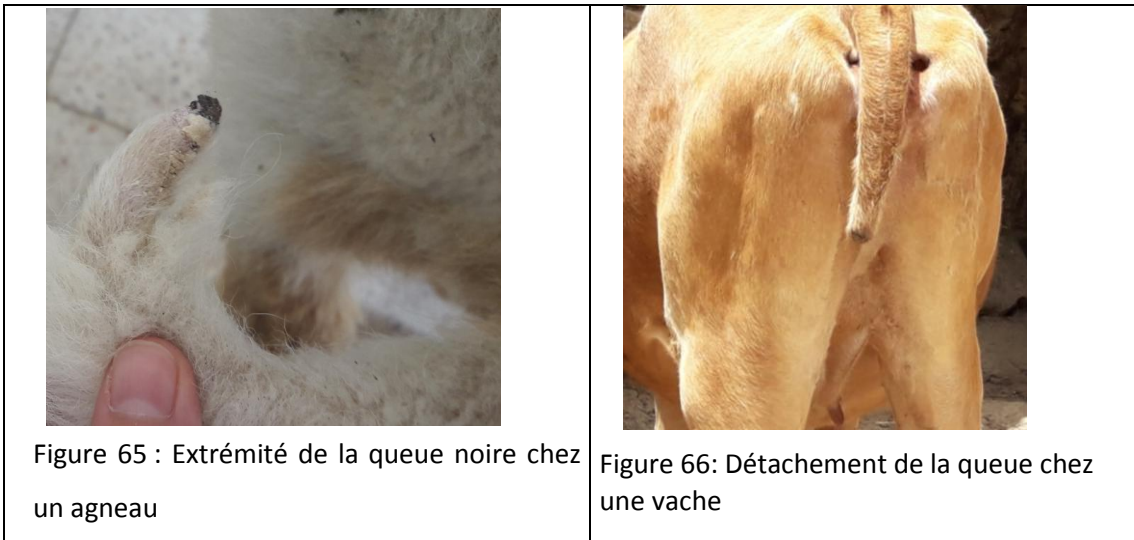 Figure 65 : Extrémité de la queue noire chez
un agneau
Figure 66: Détachement de la queue chez
une vache